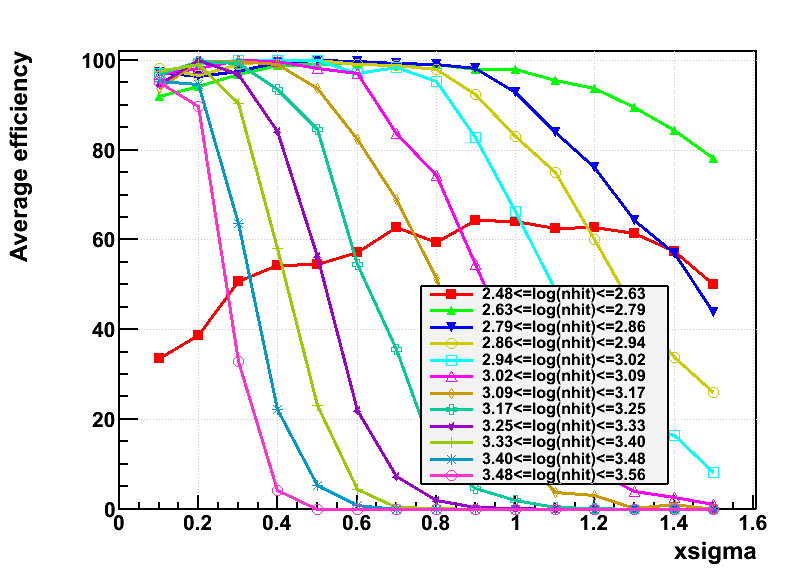 Average efficiency
100
80
60
40
20
0
2.48<=log(nhit)<=2.63
2.63<=log(nhit)<=2.79
2.79<=log(nhit)<=2.86
2.86<=log(nhit)<=2.94
2.94<=log(nhit)<=3.02
3.02<=log(nhit)<=3.09
3.09<=log(nhit)<=3.17
3.17<=log(nhit)<=3.25
3.25<=log(nhit)<=3.33
3.33<=log(nhit)<=3.40
3.40<=log(nhit)<=3.48
3.48<=log(nhit)<=3.56
0 0.2 0.4 0.6 0.8 1 1.2 1.4 1.6
xsigma